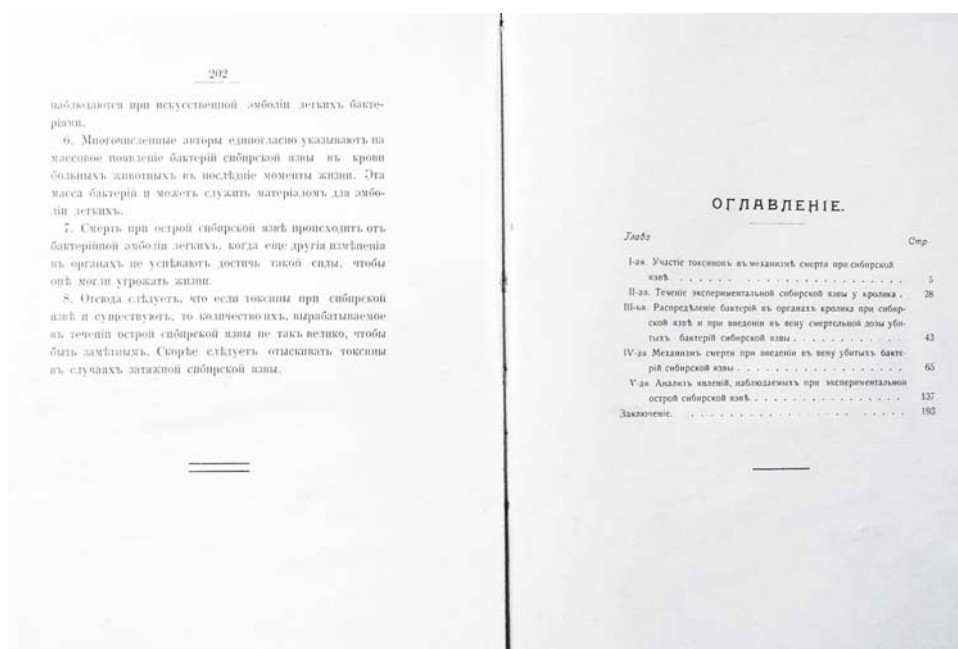 202
наблюдаются при искусственной эмболіи легкихъ бакте-
ріями.
6. Многочисленные авторы единогласно указываютъ на
массовое появленіе бактерій сибирской язвы въ крови
больныхъ животныхъ въ послѣдніе моменты жизни. Эта
масса бактерій и можетъ служить матеріаломъ для эмбо-
ліи легкихъ.
7. Смерть при острой сибирской язвѣ происходитъ отъ
бактерійной эмболіи легкихъ, когда еще другія измѣненія
въ органахъ не успѣваютъ достичь такой силы, чтобы
онѣ могли угрожать жизни.
8. Отсюда слѣдуетъ, что если токсины при сибирской
язвѣ и существуютъ, то количество ихъ, вырабатываемое
въ теченіи острой сибирской язвы не такъ велико, чтобы
быть замѣтнымъ. Скорѣе слѣдуетъ отыскивать токсины
въ случаяхъ затяжной сибирской язвы.
ОГЛАВЛЕНІЕ.
Глава Стр
I-ая. Участіе токсиновъ въ механизмѣ смерти при сибирской
язвѣ. . . . . . . . . . . . . . . . . . 5
II-ая. Теченіе экспериментальной сибирской язвы у кролика . 28
III-ья. Распредѣленіе бактерій въ органахъ кролика при сибир-
ской язвѣ и при введеніи въ вену смертельной дозы уби-
тыхъ бактерій сибирской язвы . . . . . . . . . . . 43
IV-ая Механизмъ смерти при введеніи въ вену убитыхъ бакте-
рій сибирской язвы . . . . . . . . . . . . . . . . . 65
V-ая. Анализъ явленій, наблюдаемыхъ при экспериментальной
острой сибирской язвѣ. . . . . . . . . . . . . . . . 137
Заключеніе. . . . . . . . . . . . . . . . . . . . 193